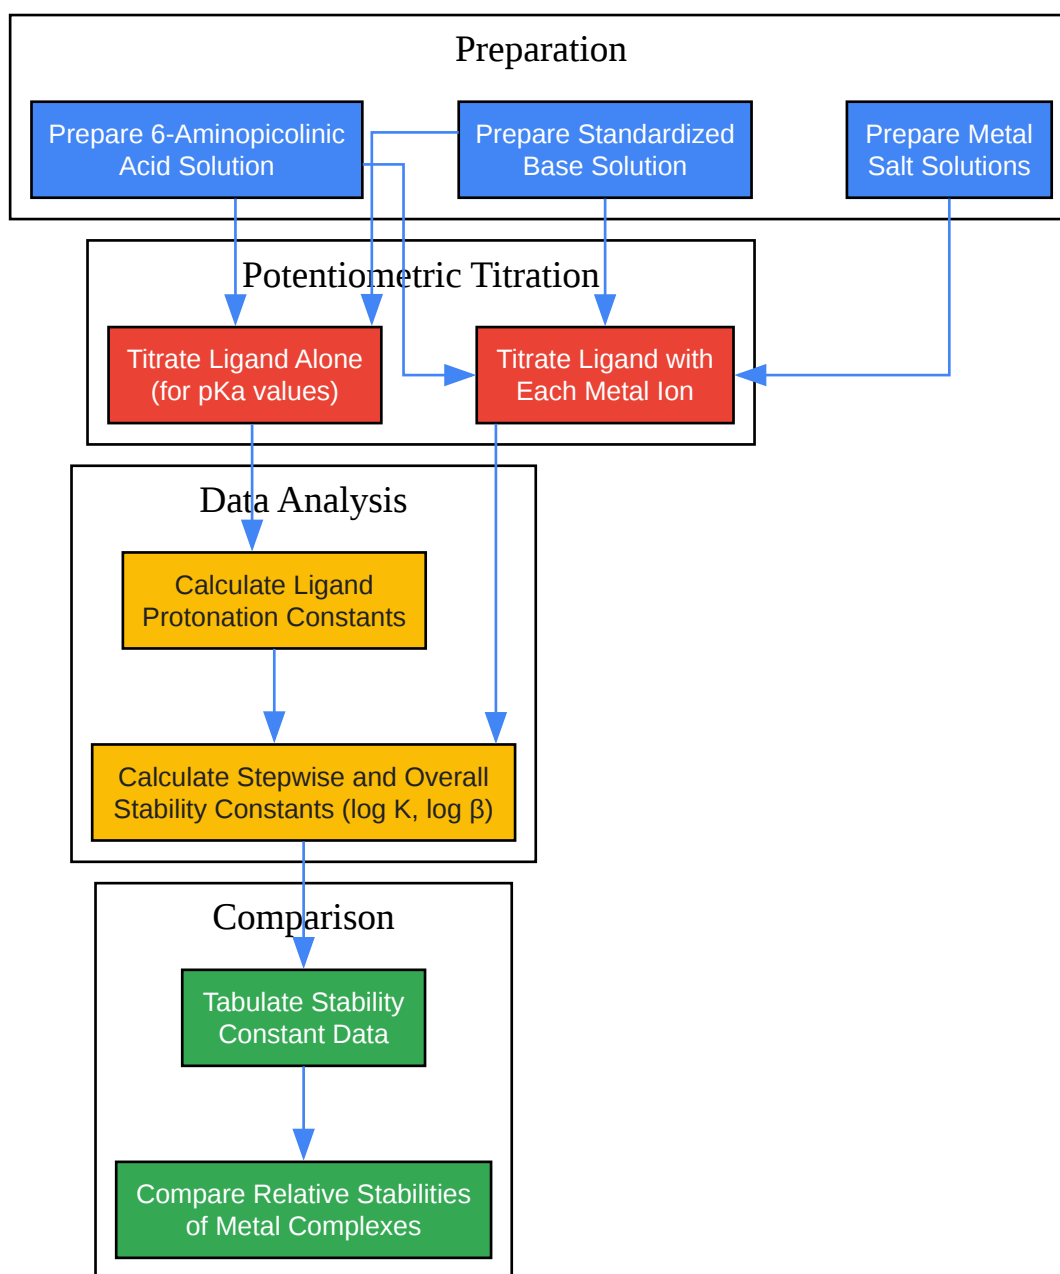 Preparation
Prepare 6-Aminopicolinic
Acid Solution
Prepare Standardized
Base Solution
Prepare Metal
Salt Solutions
Potentiometric Titration
Titrate Ligand Alone
(for pKa values)
Titrate Ligand with
Each Metal Ion
Data Analysis
Calculate Ligand
Protonation Constants
Calculate Stepwise and Overall
Stability Constants (log K, log β)
Comparison
Tabulate Stability
Constant Data
Compare Relative Stabilities
of Metal Complexes